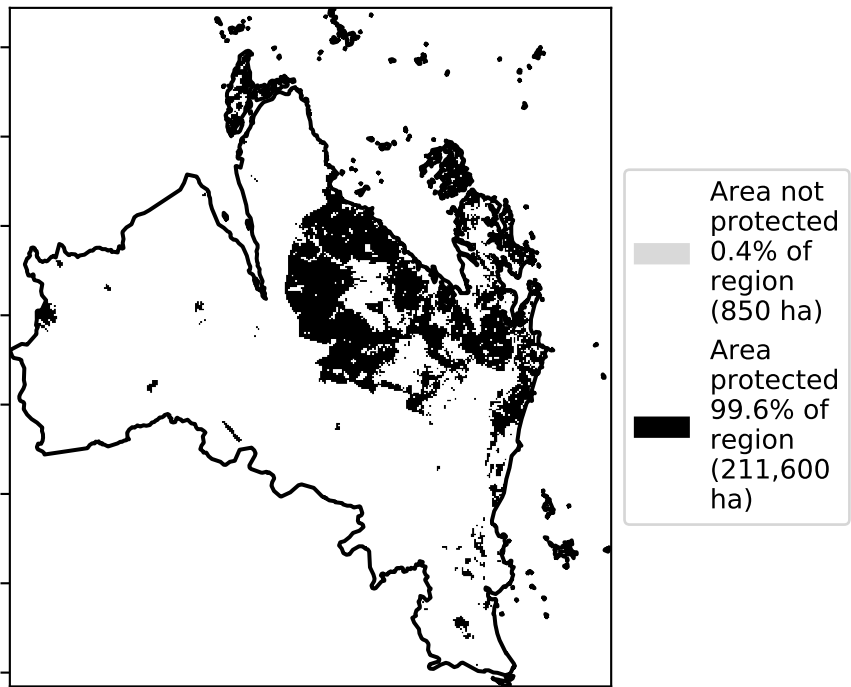 Area not
protected
0.4% of
region
(850 ha)
Area
protected
99.6% of
region
(211,600
ha)